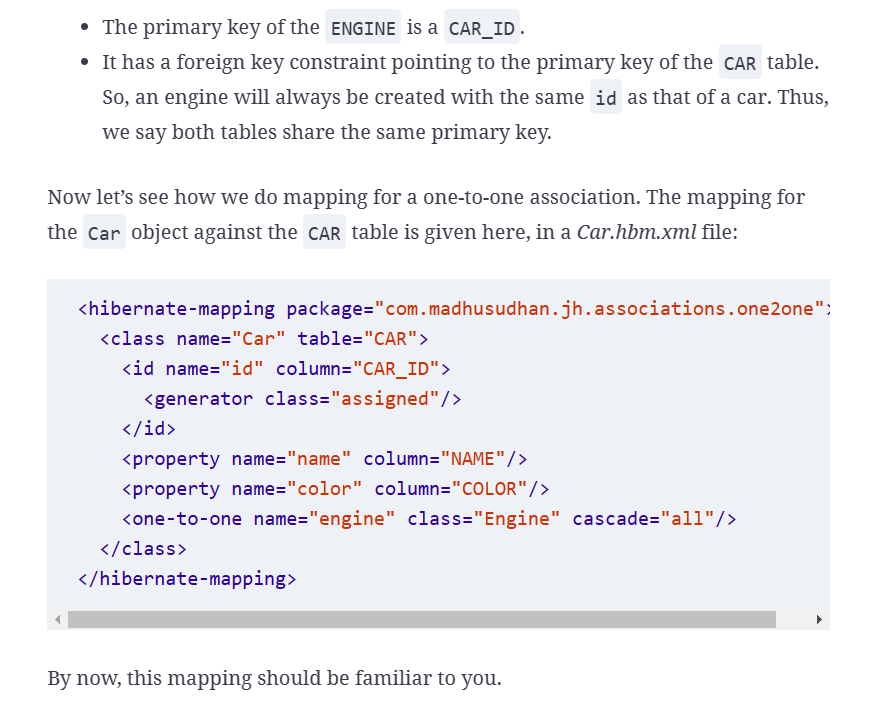 • The primary key of the ENGINE is a CAR_ID.
• It has a foreign key constraint pointing to the primary key of the CAR table.
So, an engine will always be created with the same id as that of a car. Thus,
we say both tables share the same primary key.
Now let’s see how we do mapping for a one-to-one association. The mapping for
the Car object against the CAR table is given here, in a Car.hbm.xml file:
<hibernate-mapping package="com.madhusudhan.jh.associations.one2one">
  <class name="Car" table="CAR">
    <id name="id" column="CAR_ID">
      <generator class="assigned"/>
    </id>
    <property name="name" column="NAME"/>
    <property name="color" column="COLOR"/>
    <one-to-one name="engine" class="Engine" cascade="all"/>
  </class>
</hibernate-mapping>
By now, this mapping should be familiar to you.